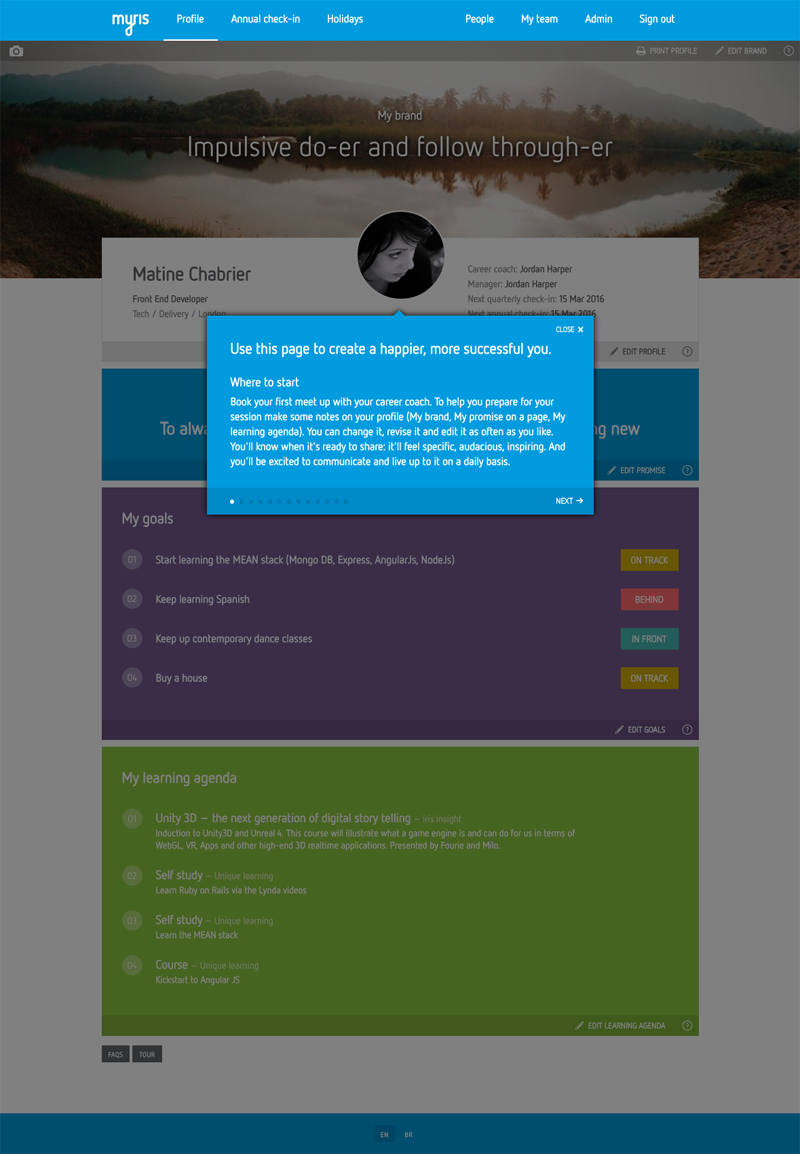 myris Profile Annual check-in Holidays People My team Admin Sign out
PRINT PROFILE EDIT BRAND ?
My brand
Impulsive do-er and follow through-er
Matine Chabrier
Front End Developer
Tech / Delivery / London
Career coach: Jordan Harper
Manager: Jordan Harper
Next quarterly check-in: 15 Mar 2016
Next annual check-in: 15 Mar 2016
EDIT PROFILE ?
CLOSE ×
Use this page to create a happier, more successful you.
Where to start
Book your first meet up with your career coach. To help you prepare for your
session make some notes on your profile (My brand, My promise on a page, My
learning agenda). You can change it, revise it and edit it as often as you like.
You'll know when it's ready to share: it'll feel specific, audacious, inspiring. And
you'll be excited to communicate and live up to it on a daily basis.
NEXT →
To new
EDIT PROMISE ?
My goals
01 Start learning the MEAN stack (Mongo DB, Express, AngularJs, NodeJs) ON TRACK
02 Keep learning Spanish BEHIND
03 Keep up contemporary dance classes IN FRONT
04 Buy a house ON TRACK
EDIT GOALS ?
My learning agenda
01 Unity 3D – the next generation of digital story telling – iris insight
Induction to Unity3D and Unreal 4. This course will illustrate what a game engine is and can do for us in terms of
WebGL, VR, Apps and other high-end 3D realtime applications. Presented by Fourie and Milo.
02 Self study – Unique learning
Learn Ruby on Rails via the Lynda videos
03 Self study – Unique learning
Learn the MEAN stack
04 Course – Unique learning
Kickstart to Angular JS
EDIT LEARNING AGENDA ?
FAQS TOUR
EN BR